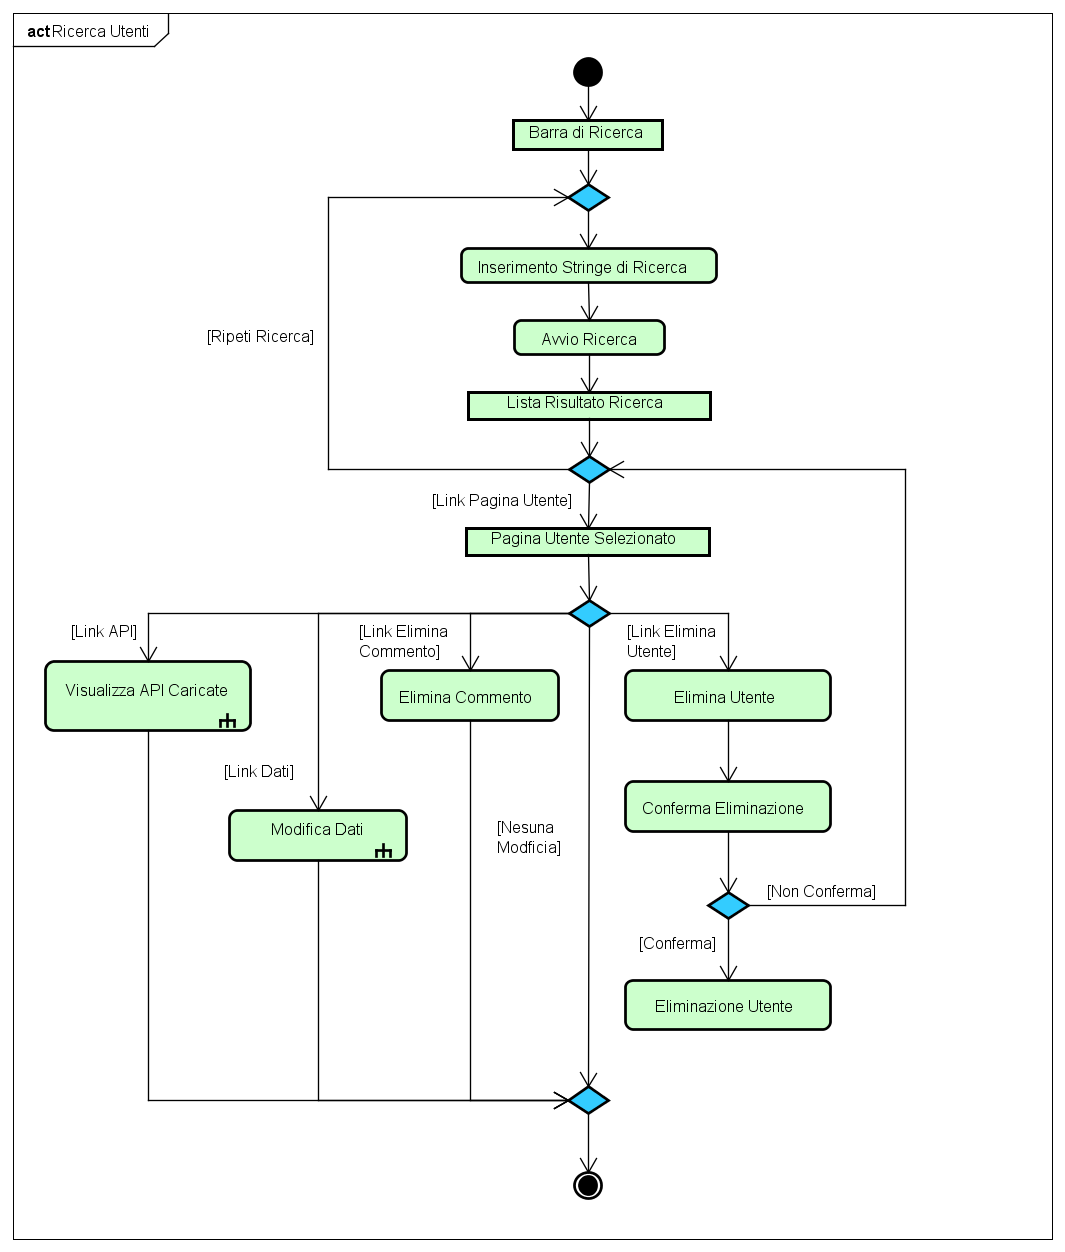 act Ricerca Utenti
Barra di Ricerca
Inserimento Stringe di Ricerca
[Ripeti Ricerca]
Avvio Ricerca
Lista Risultato Ricerca
[Link Pagina Utente]
Pagina Utente Selezionato
[Link API]
[Link Elimina
Commento]
[Link Elimina
Utente]
Visualizza API Caricate
Elimina Commento
Elimina Utente
[Link Dati]
Modifica Dati
Conferma Eliminazione
[Nesuna
Modficia]
[Non Conferma]
[Conferma]
Eliminazione Utente